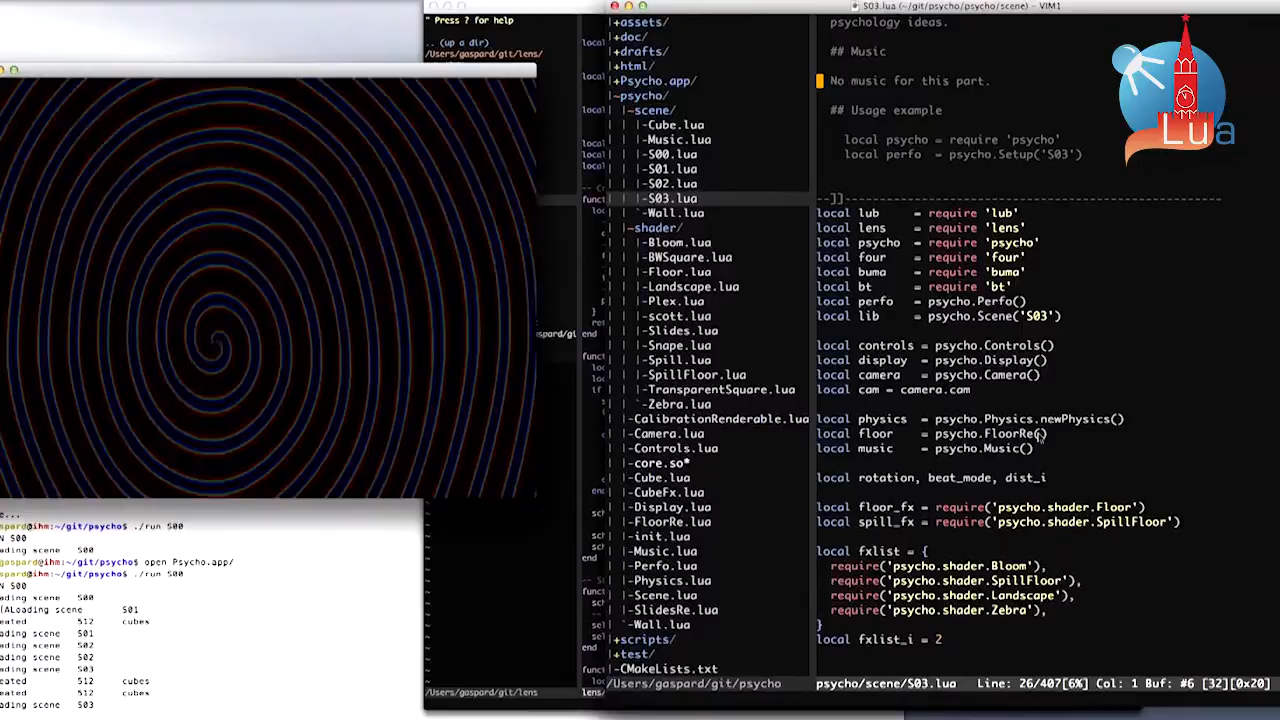 S03.lua (~/git/psycho/psycho/scene) - VIM1
" Press ? for help
.. (up a dir)
/Users/gaspard/git/lens/
|+assets/
|+doc/
|+drafts/
|+html/
|+Psycho.app/
|~psycho/
| |~scene/
| | |-Cube.lua
| | |-Music.lua
| | |-S00.lua
| | |-S01.lua
| | |-S02.lua
| | |-S03.lua
| | `-Wall.lua
| |~shader/
| | |-Bloom.lua
| | |-BWSquare.lua
| | |-Floor.lua
| | |-Landscape.lua
| | |-Plex.lua
| | |-scott.lua
| | |-Slides.lua
| | |-Snape.lua
| | |-Spill.lua
| | |-SpillFloor.lua
| | |-TransparentSquare.lua
| | `-Zebra.lua
| |-CalibrationRenderable.lua
| |-Camera.lua
| |-Controls.lua
| |-core.so*
| |-Cube.lua
| |-CubeFx.lua
| |-Display.lua
| |-FloorRe.lua
| |-init.lua
| |-Music.lua
| |-Perfo.lua
| |-Physics.lua
| |-Scene.lua
| |-SlidesRe.lua
| `-Wall.lua
|+scripts/
|+test/
|-CMakeLists.txt
/Users/gaspard/git/psycho
psychology ideas.
## Music
No music for this part.
## Usage example
local psycho = require 'psycho'
local perfo = psycho.Setup('S03')
--]]------------------------------------------------------
local lub = require 'lub'
local lens = require 'lens'
local psycho = require 'psycho'
local four = require 'four'
local buma = require 'buma'
local bt = require 'bt'
local perfo = psycho.Perfo()
local lib = psycho.Scene('S03')
local controls = psycho.Controls()
local display = psycho.Display()
local camera = psycho.Camera()
local cam = camera.cam
local physics = psycho.Physics.newPhysics()
local floor = psycho.FloorRe()
local music = psycho.Music()
local rotation, beat_mode, dist_i
local floor_fx = require('psycho.shader.Floor')
local spill_fx = require('psycho.shader.SpillFloor')
local fxlist = {
require('psycho.shader.Bloom'),
require('psycho.shader.SpillFloor'),
require('psycho.shader.Landscape'),
require('psycho.shader.Zebra'),
}
local fxlist_i = 2
psycho/scene/S03.lua Line: 26/407[6%] Col: 1 Buf: #6 [32][0x20]
Lua
gaspard@ihm:~/git/psycho$ ./run S00
N S00
ading scene S00
gaspard@ihm:~/git/psycho$ open Psycho.app/
gaspard@ihm:~/git/psycho$ ./run S00
N S00
ading scene S00
(ALoading scene S01
eated 512 cubes
ading scene S01
ading scene S02
ading scene S02
ading scene S03
eated 512 cubes
eated 512 cubes
ading scene S03
/Users/gaspard/git/lens